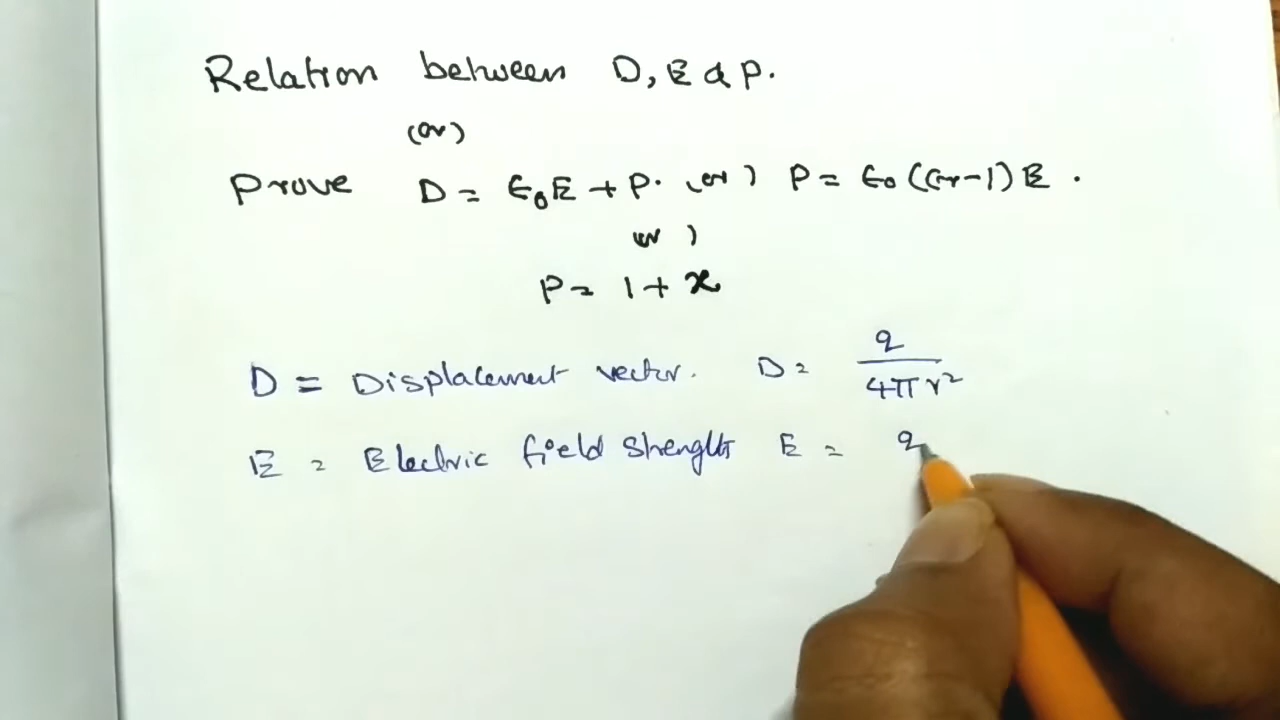 Relation between D, E & P.
(or)
Prove D = ε₀E + P. (or) P = ε₀(εr-1)E.
(or)
P = 1 + χ
D = Displacement vector. D = q / 4πr²
E = Electric field strength E = q